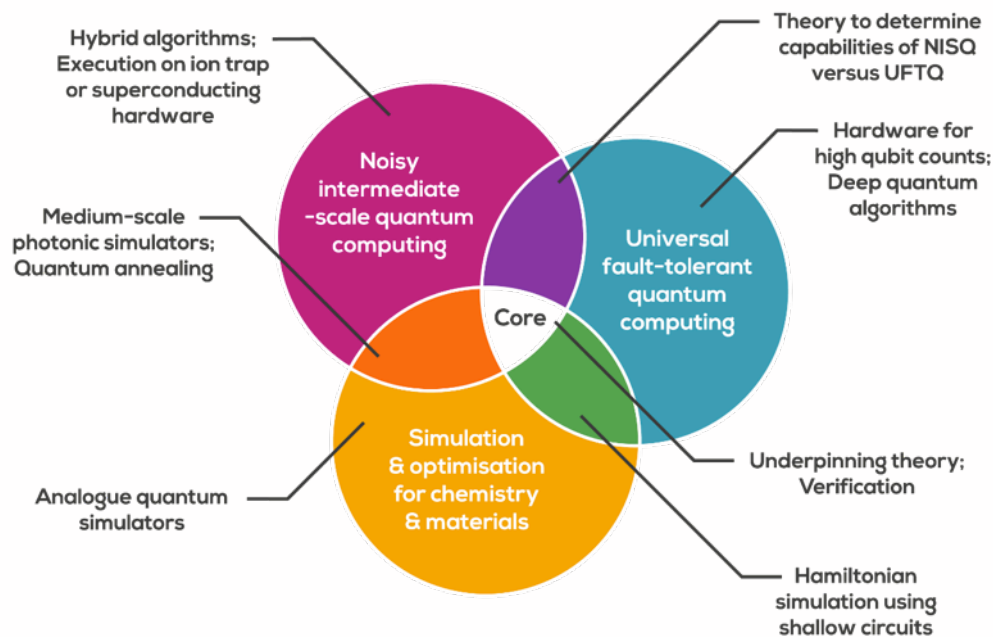 Hybrid algorithms;
Execution on ion trap
or superconducting
hardware
Theory to determine
capabilities of NISQ
versus UFTQ
Noisy
intermediate
-scale quantum
computing
Hardware for
high qubit counts;
Deep quantum
algorithms
Medium-scale
photonic simulators;
Quantum annealing
Universal
fault-tolerant
quantum
computing
Core
Simulation
& optimisation
for chemistry
& materials
Underpinning theory;
Verification
Analogue quantum
simulators
Hamiltonian
simulation using
shallow circuits